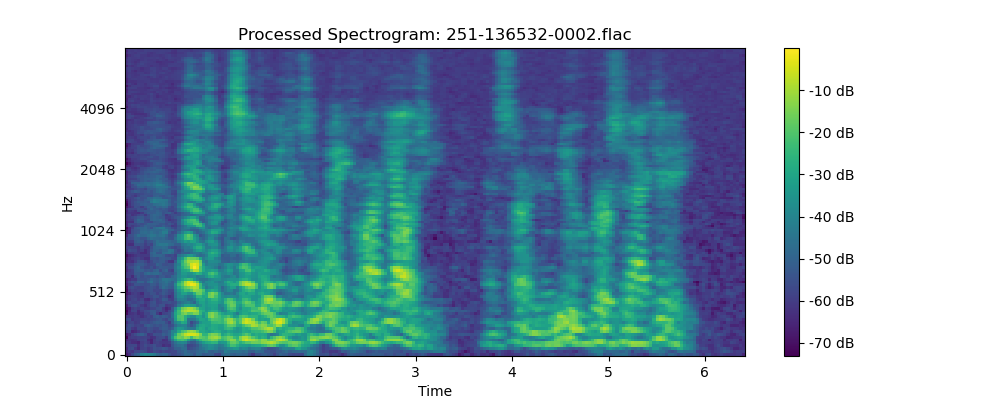 Processed Spectrogram: 251-136532-0002.flac
Hz
4096
2048
1024
512
0
0 1 2 3 4 5 6
Time
-10 dB
-20 dB
-30 dB
-40 dB
-50 dB
-60 dB
-70 dB